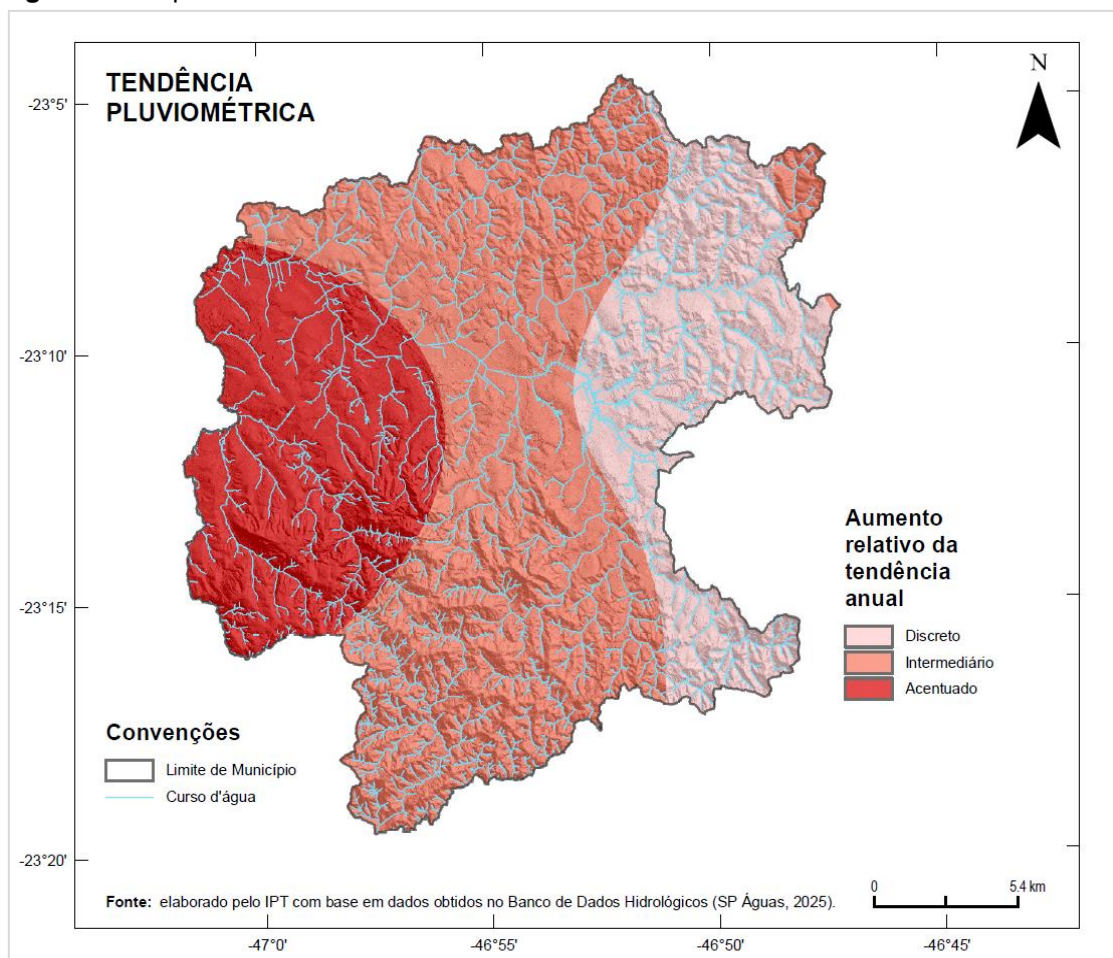 TENDÊNCIA
PLUVIOMÉTRICA
N
-23°5'
-23°10'
-23°15'
-23°20'
Aumento
relativo da
tendência
anual
Discreto
Intermediário
Acentuado
Convenções
Limite de Município
Curso d'água
Fonte: elaborado pelo IPT com base em dados obtidos no Banco de Dados Hidrológicos (SP Águas, 2025).
0 5.4 km
-47°0' -46°55' -46°50' -46°45'